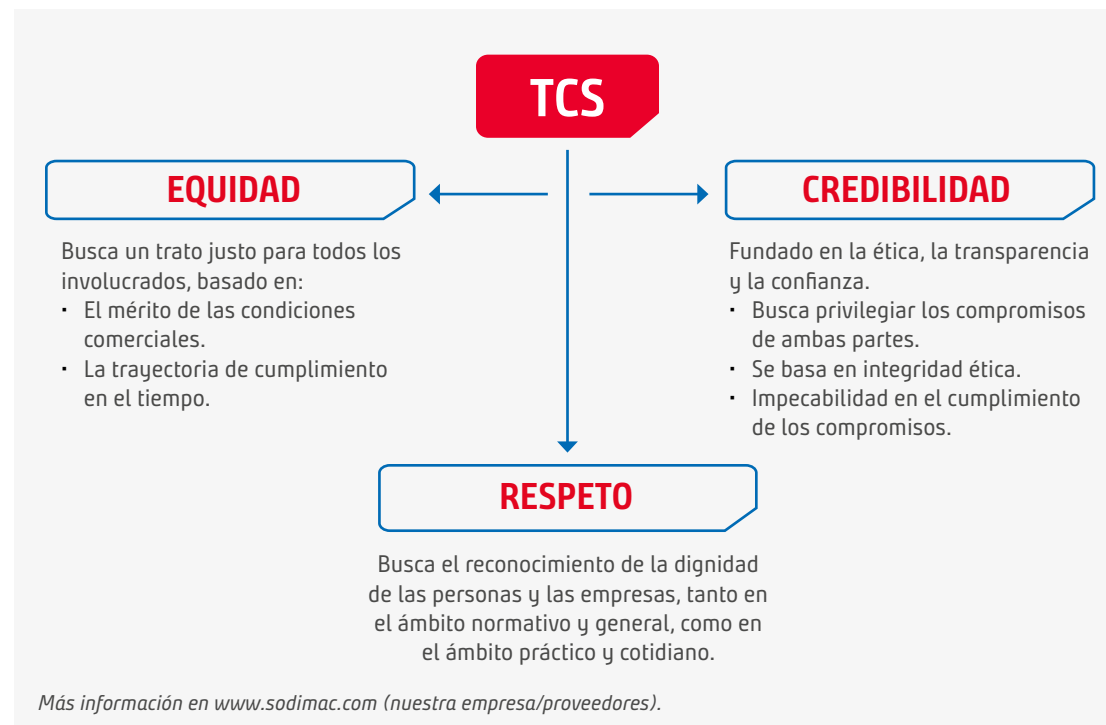 TCS
EQUIDAD
Busca un trato justo para todos los
involucrados, basado en:
· El mérito de las condiciones
comerciales.
· La trayectoria de cumplimiento
en el tiempo.
CREDIBILIDAD
Fundado en la ética, la transparencia
y la confianza.
· Busca privilegiar los compromisos
de ambas partes.
· Se basa en integridad ética.
· Impecabilidad en el cumplimiento
de los compromisos.
RESPETO
Busca el reconocimiento de la dignidad
de las personas y las empresas, tanto en
el ámbito normativo y general, como en
el ámbito práctico y cotidiano.
Más información en www.sodimac.com (nuestra empresa/proveedores).